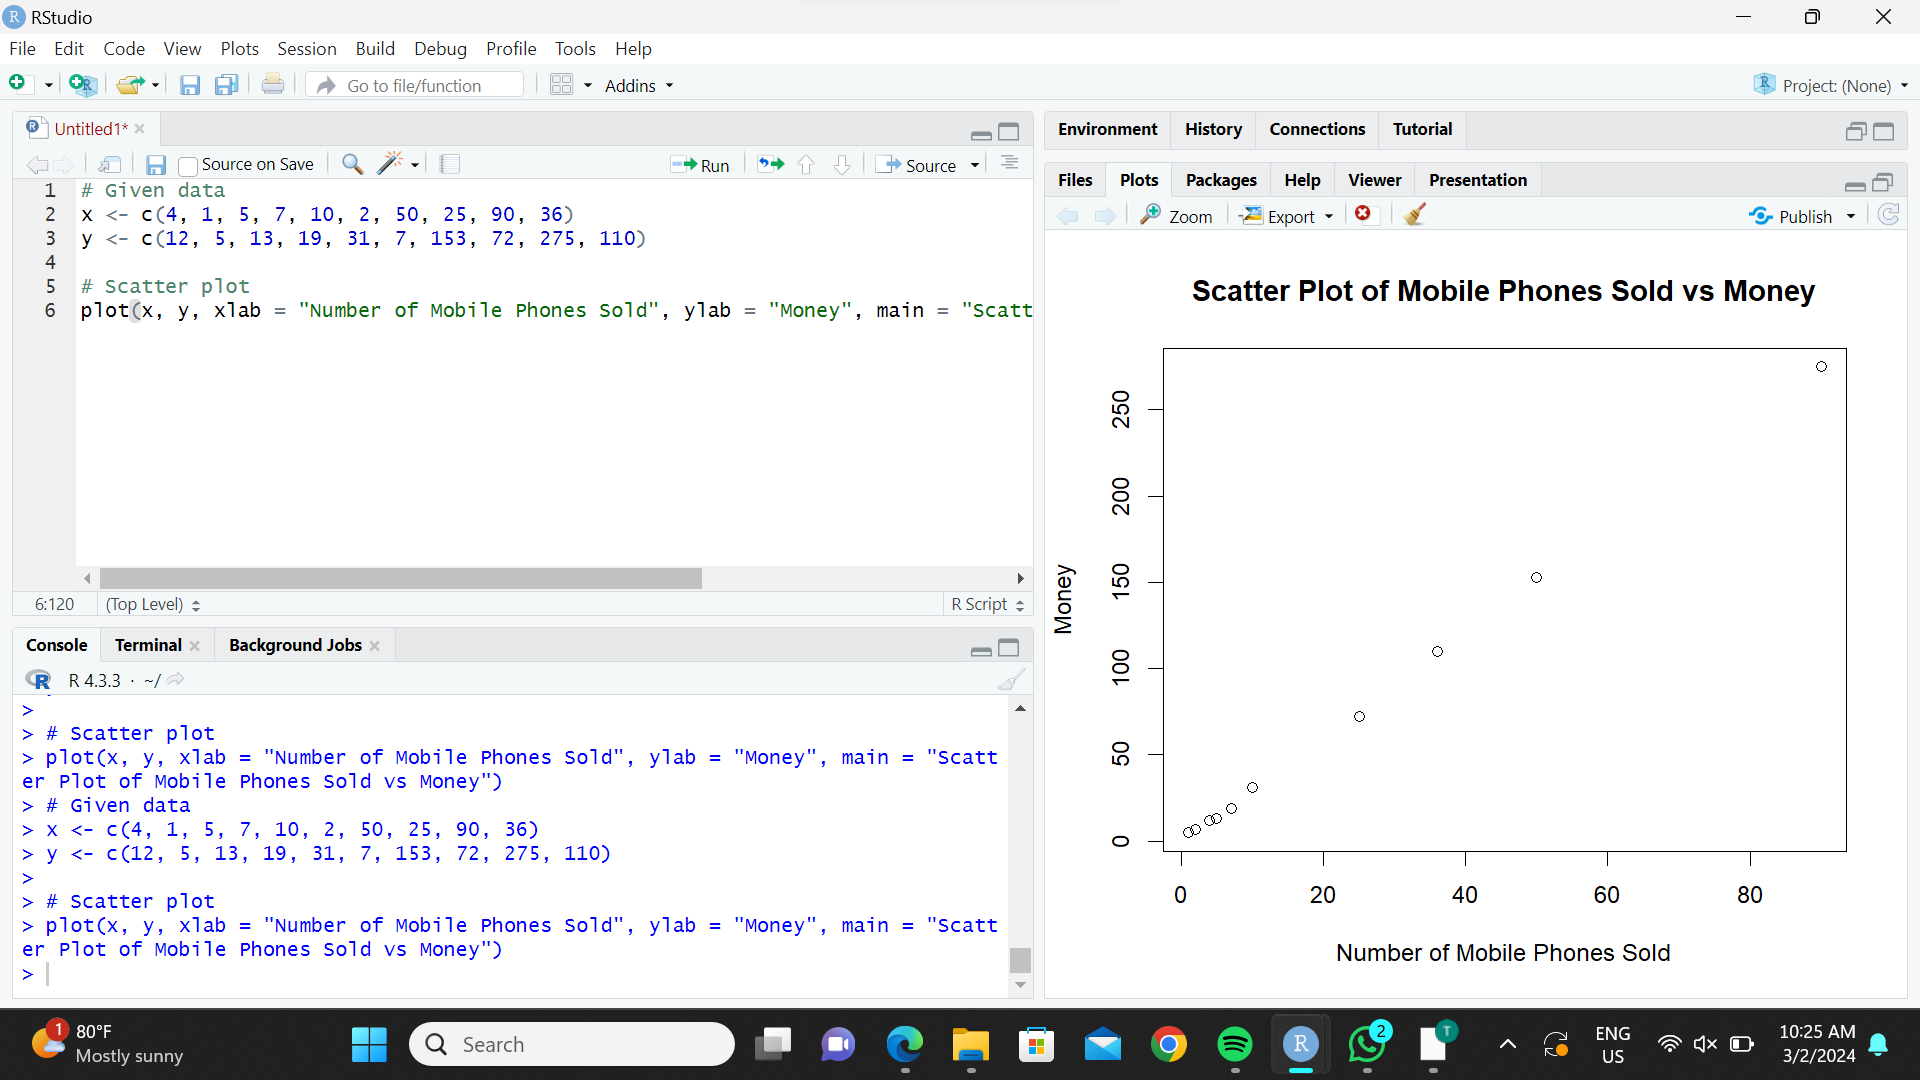 RStudio
File Edit Code View Plots Session Build Debug Profile Tools Help
Go to file/function Addins Project: (None)
Untitled1*
Source on Save Run Source
1 # Given data
2 x <- c(4, 1, 5, 7, 10, 2, 50, 25, 90, 36)
3 y <- c(12, 5, 13, 19, 31, 7, 153, 72, 275, 110)
4
5 # Scatter plot
6 plot(x, y, xlab = "Number of Mobile Phones Sold", ylab = "Money", main = "Scatt
6:120 (Top Level) R Script
Console Terminal Background Jobs
R 4.3.3 · ~/
>
> # Scatter plot
> plot(x, y, xlab = "Number of Mobile Phones Sold", ylab = "Money", main = "Scatt
er Plot of Mobile Phones Sold vs Money")
> # Given data
> x <- c(4, 1, 5, 7, 10, 2, 50, 25, 90, 36)
> y <- c(12, 5, 13, 19, 31, 7, 153, 72, 275, 110)
>
> # Scatter plot
> plot(x, y, xlab = "Number of Mobile Phones Sold", ylab = "Money", main = "Scatt
er Plot of Mobile Phones Sold vs Money")
>
Environment History Connections Tutorial
Files Plots Packages Help Viewer Presentation
Zoom Export Publish
Scatter Plot of Mobile Phones Sold vs Money
Money
250
200
150
100
50
0
0 20 40 60 80
Number of Mobile Phones Sold
1 80°F
Mostly sunny
Search
R
2
T
ENG
US
10:25 AM
3/2/2024